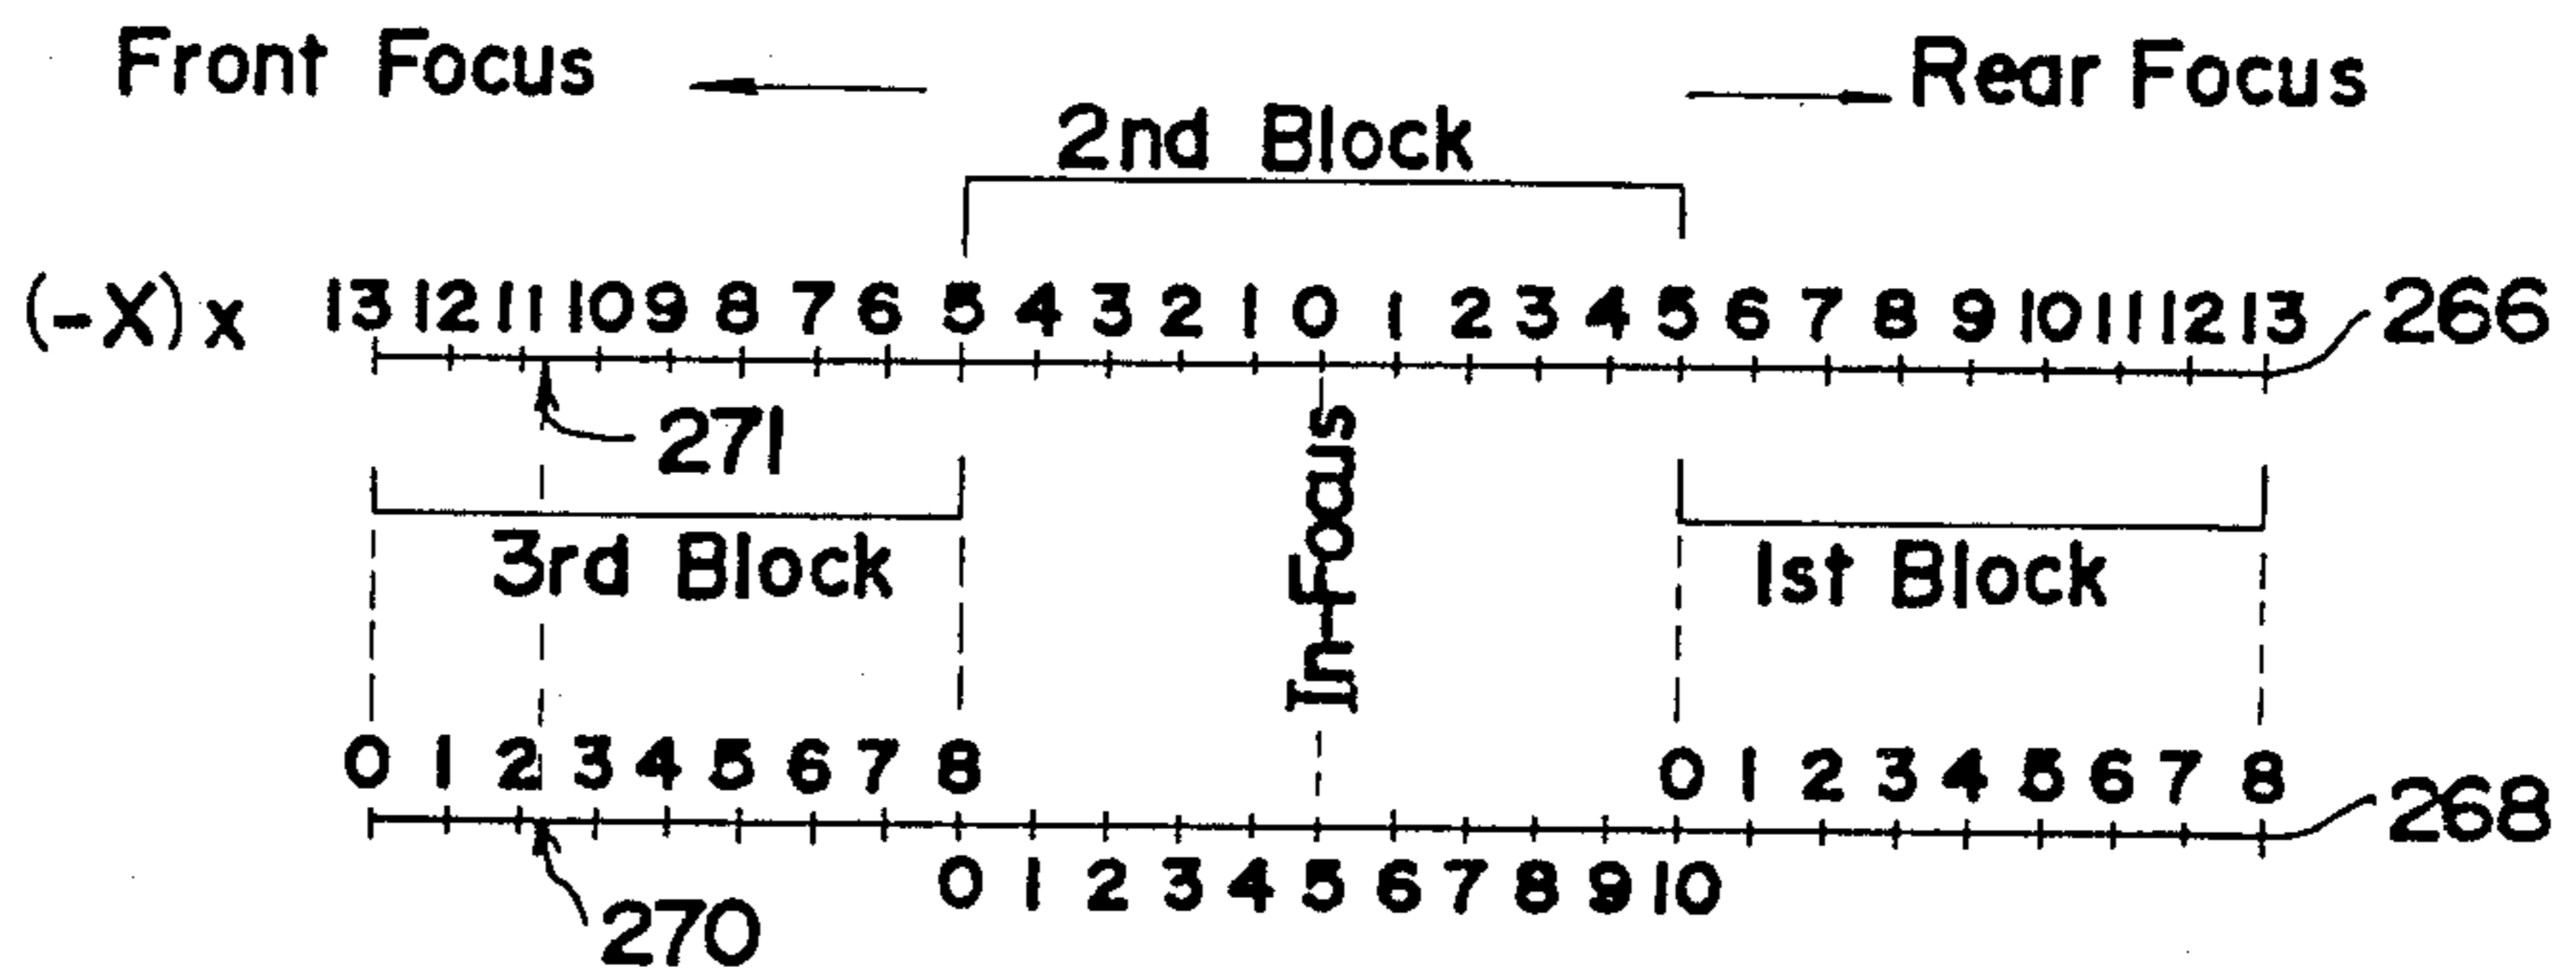 Front Focus
Rear Focus
2nd Block
(-X) x 13 12 11 10 9 8 7 6 5 4 3 2 1 0 1 2 3 4 5 6 7 8 9 10 11 12 13 266
271
In-Focus
3rd Block
1st Block
0 1 2 3 4 5 6 7 8 0 1 2 3 4 5 6 7 8 268
0 1 2 3 4 5 6 7 8 9 10
270